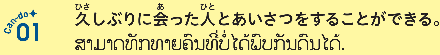 Can-do
01
久しぶりに会った人とあいさつをすることができる。
ສາມາດທັກທາຍຄົນທີ່ບໍ່ໄດ້ພົບກັນດົນໄດ້.